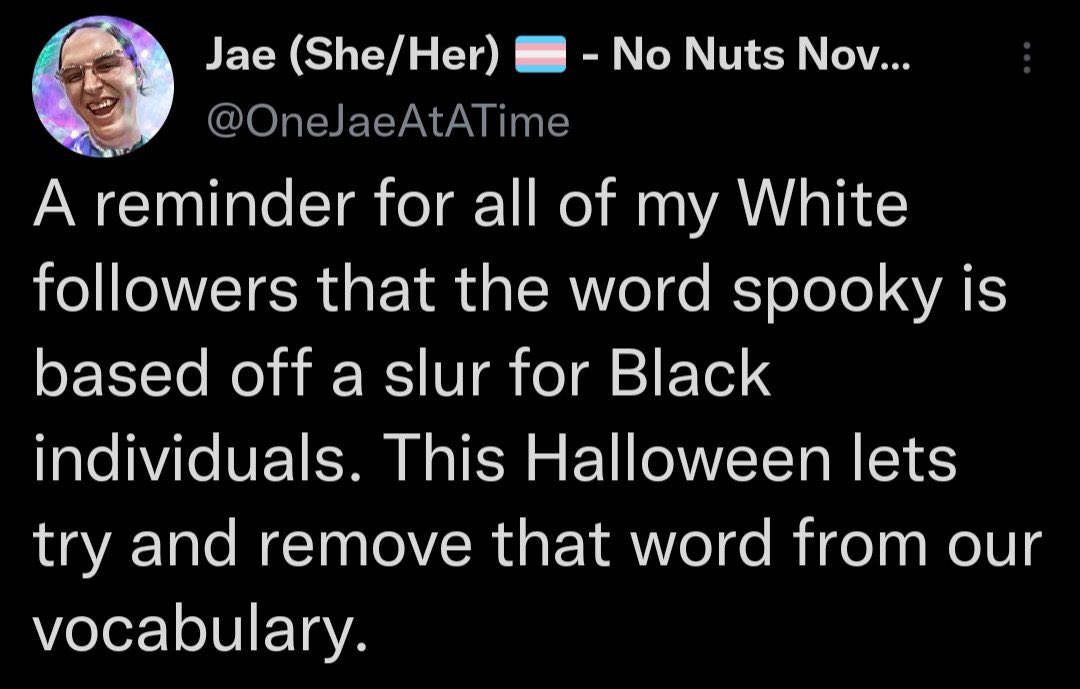 Jae (She/Her) 🏳️‍⚧️ - No Nuts Nov...
@OneJaeAtATime
A reminder for all of my White
followers that the word spooky is
based off a slur for Black
individuals. This Halloween lets
try and remove that word from our
vocabulary.